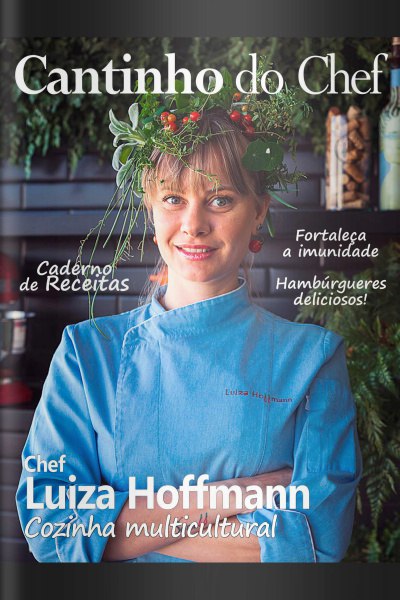 Cantinho do Chef
Fortaleça
a imunidade
Caderno
de Receitas
Hambúrgueres
deliciosos!
Luiza Hoffmann
Chef
Luiza Hoffmann
Cozinha multicultural